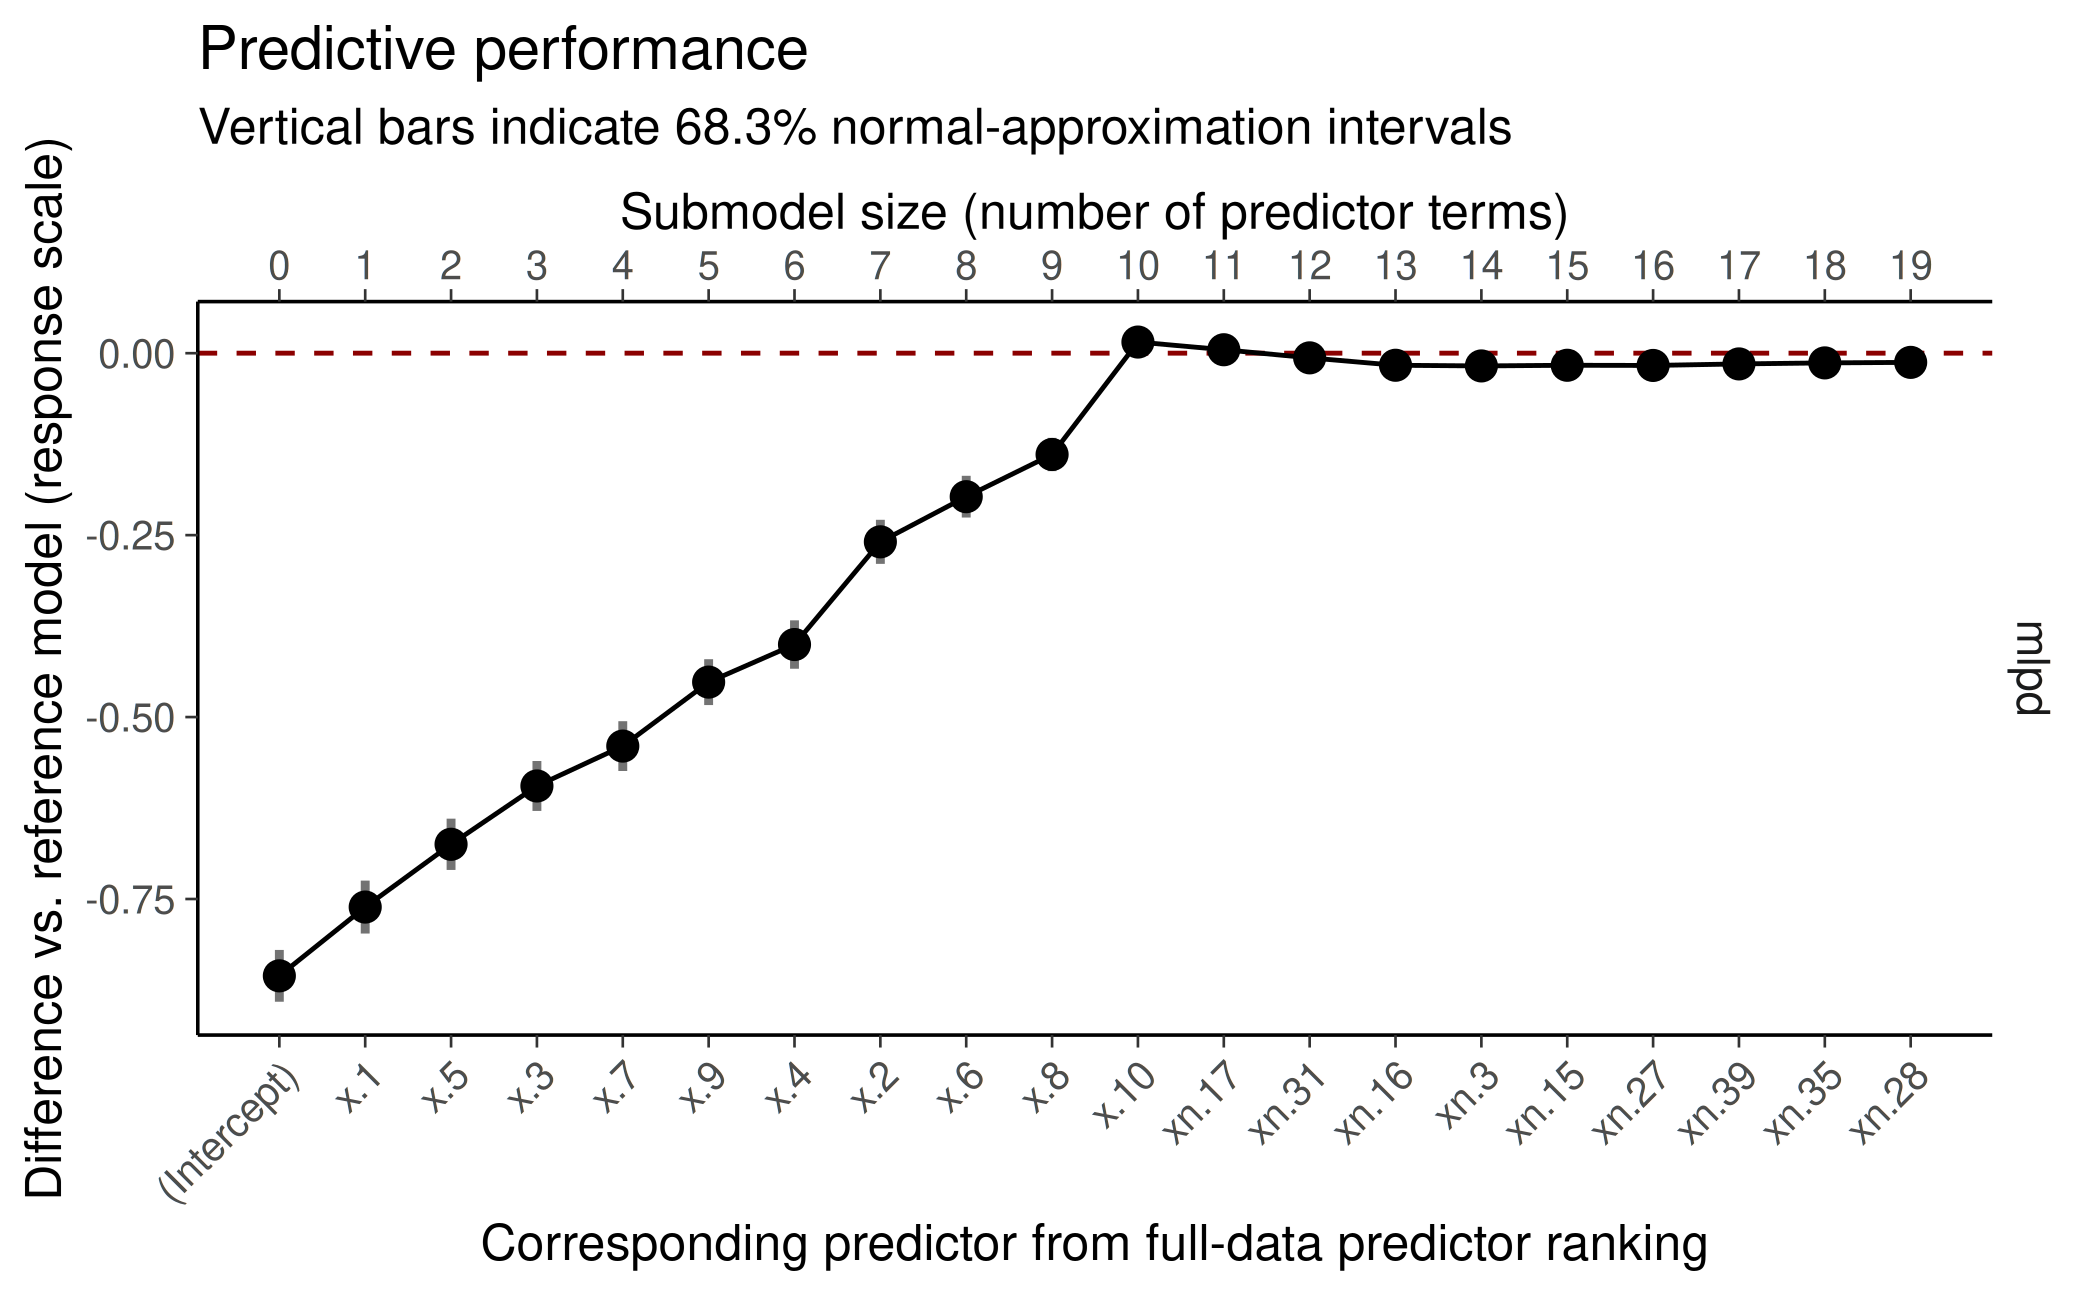 Predictive performance
Vertical bars indicate 68.3% normal-approximation intervals
Submodel size (number of predictor terms)
0 1 2 3 4 5 6 7 8 9 10 11 12 13 14 15 16 17 18 19
Difference vs. reference model (response scale)
0.00
-0.25
-0.50
-0.75
mlpd
(Intercept) x.1 x.5 x.3 x.7 x.9 x.4 x.2 x.6 x.8 x.10 xn.17 xn.31 xn.16 xn.3 xn.15 xn.27 xn.39 xn.35 xn.28
Corresponding predictor from full-data predictor ranking